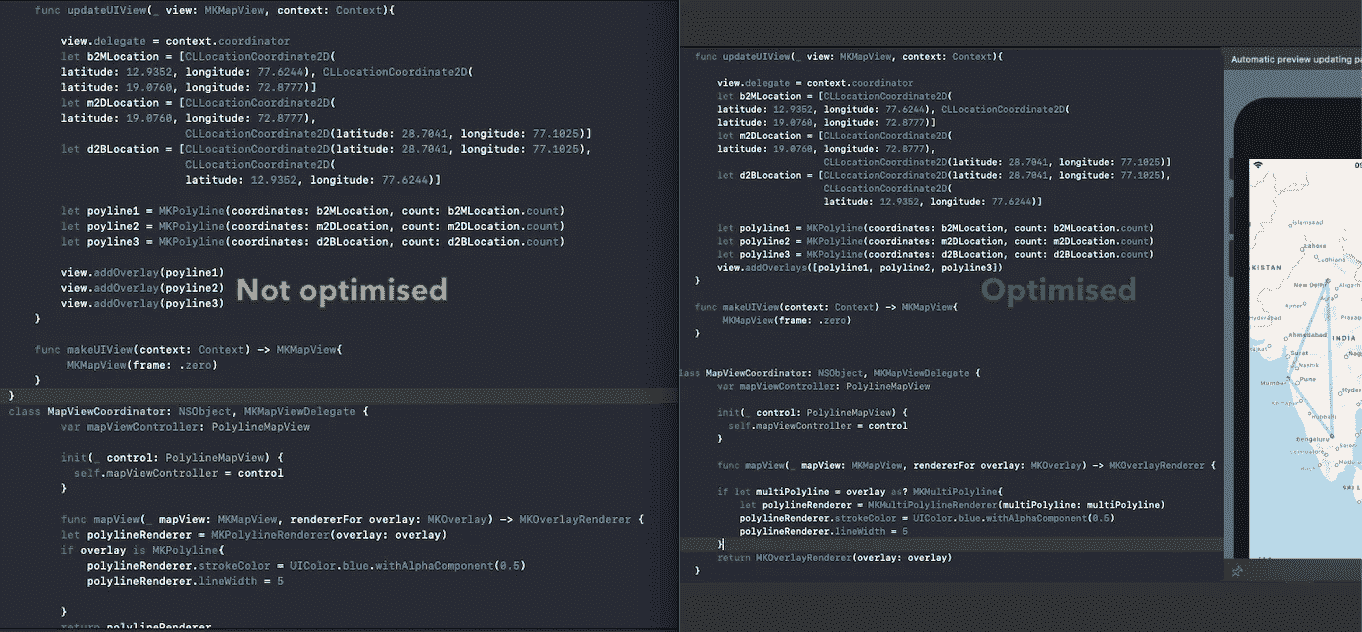 func updateUIView(_ view: MKMapView, context: Context){
view.delegate = context.coordinator
let b2MLocation = [CLLocationCoordinate2D(
latitude: 12.9352, longitude: 77.6244), CLLocationCoordinate2D(
latitude: 19.0760, longitude: 72.8777)]
let m2DLocation = [CLLocationCoordinate2D(
latitude: 19.0760, longitude: 72.8777),
CLLocationCoordinate2D(latitude: 28.7041, longitude: 77.1025)]
let d2BLocation = [CLLocationCoordinate2D(latitude: 28.7041, longitude: 77.1025),
CLLocationCoordinate2D(
latitude: 12.9352, longitude: 77.6244)]
let poyline1 = MKPolyline(coordinates: b2MLocation, count: b2MLocation.count)
let poyline2 = MKPolyline(coordinates: m2DLocation, count: m2DLocation.count)
let poyline3 = MKPolyline(coordinates: d2BLocation, count: d2BLocation.count)
view.addOverlay(poyline1)
view.addOverlay(poyline2)
view.addOverlay(poyline3)
Not optimised
}
func makeUIView(context: Context) -> MKMapView{
MKMapView(frame: .zero)
}
}
class MapViewCoordinator: NSObject, MKMapViewDelegate {
var mapViewController: PolylineMapView
init(_ control: PolylineMapView) {
self.mapViewController = control
}
func mapView(_ mapView: MKMapView, rendererFor overlay: MKOverlay) -> MKOverlayRenderer {
let polylineRenderer = MKPolylineRenderer(overlay: overlay)
if overlay is MKPolyline{
polylineRenderer.strokeColor = UIColor.blue.withAlphaComponent(0.5)
polylineRenderer.lineWidth = 5
}
return polylineRenderer
func updateUIView(_ view: MKMapView, context: Context){
view.delegate = context.coordinator
let b2MLocation = [CLLocationCoordinate2D(
latitude: 12.9352, longitude: 77.6244), CLLocationCoordinate2D(
latitude: 19.0760, longitude: 72.8777)]
let m2DLocation = [CLLocationCoordinate2D(
latitude: 19.0760, longitude: 72.8777),
CLLocationCoordinate2D(latitude: 28.7041, longitude: 77.1025)]
let d2BLocation = [CLLocationCoordinate2D(latitude: 28.7041, longitude: 77.1025),
CLLocationCoordinate2D(
latitude: 12.9352, longitude: 77.6244)]
let polyline1 = MKPolyline(coordinates: b2MLocation, count: b2MLocation.count)
let polyline2 = MKPolyline(coordinates: m2DLocation, count: m2DLocation.count)
let polyline3 = MKPolyline(coordinates: d2BLocation, count: d2BLocation.count)
view.addOverlays([polyline1, polyline2, polyline3])
}
Optimised
func makeUIView(context: Context) -> MKMapView{
MKMapView(frame: .zero)
}
lass MapViewCoordinator: NSObject, MKMapViewDelegate {
var mapViewController: PolylineMapView
init(_ control: PolylineMapView) {
self.mapViewController = control
}
func mapView(_ mapView: MKMapView, rendererFor overlay: MKOverlay) -> MKOverlayRenderer {
if let multiPolyline = overlay as? MKMultiPolyline{
let polylineRenderer = MKMultiPolylineRenderer(multiPolyline: multiPolyline)
polylineRenderer.strokeColor = UIColor.blue.withAlphaComponent(0.5)
polylineRenderer.lineWidth = 5
}
return MKOverlayRenderer(overlay: overlay)
}
Automatic preview updating pa
Islamabad
Lahore
Ludhiana
KISTAN
New Delhi
Aligarh
Agra
Ajmer
Hyderabad
Ahmedabad
INDIA
Surat
Nashik
Mumbai
Pune
Hyder
Hubballi
Bengaluru